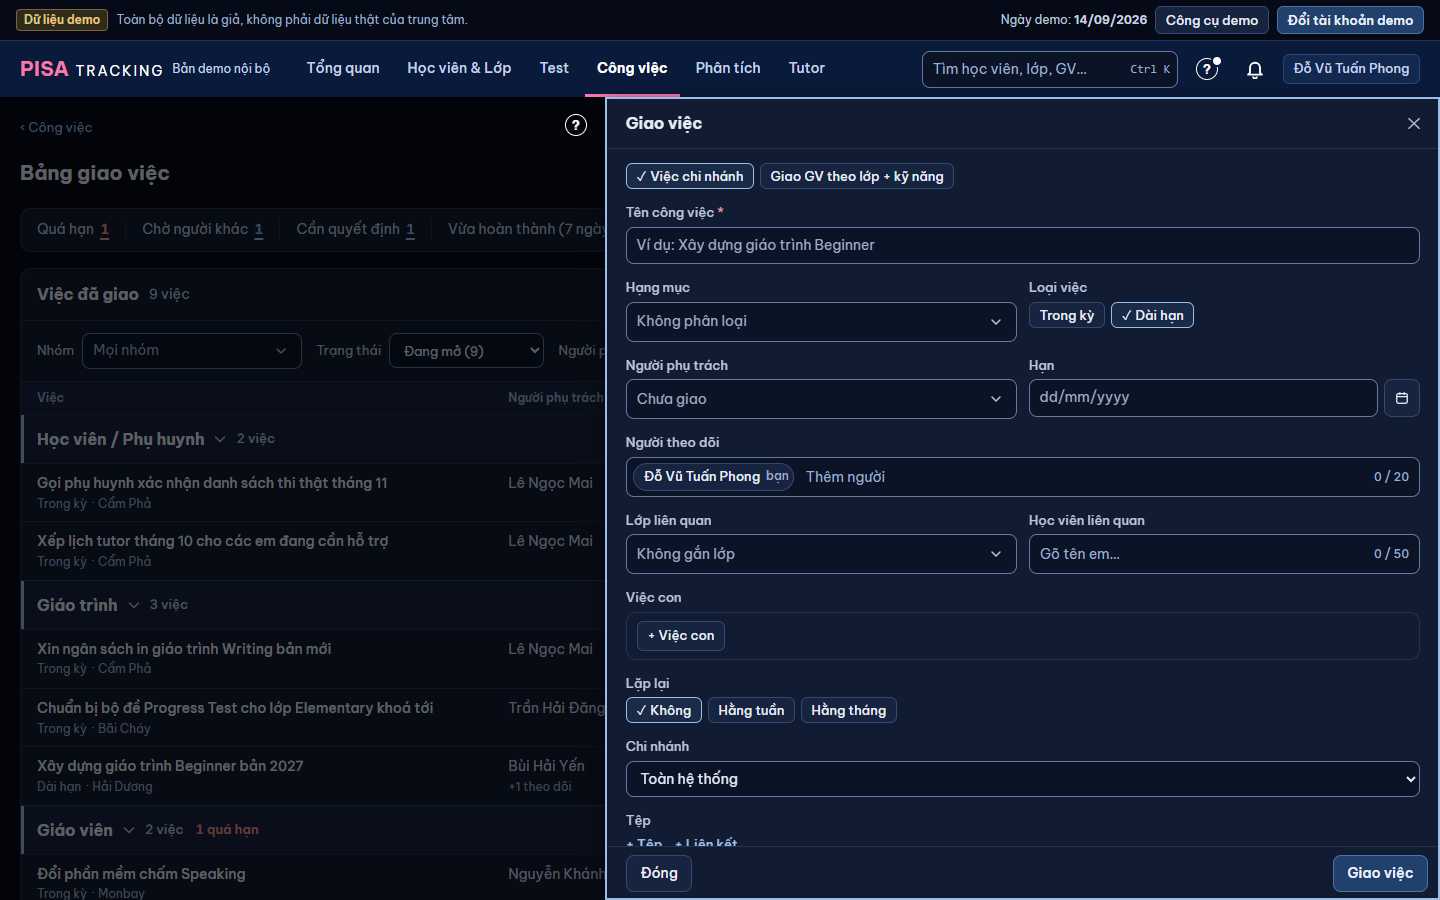 Dữ liệu demo Toàn bộ dữ liệu là giả, không phải dữ liệu thật của trung tâm. Ngày demo: 14/09/2026 Công cụ demo Đổi tài khoản demo
PISA TRACKING Bản demo nội bộ Tổng quan Học viên & Lớp Test Công việc Phân tích Tutor Tìm học viên, lớp, GV... Ctrl K ? Đỗ Vũ Tuấn Phong
‹ Công việc ?
Bảng giao việc
Quá hạn 1 Chờ người khác 1 Cần quyết định 1 Vừa hoàn thành (7 ngày
Việc đã giao 9 việc
Nhóm Mọi nhóm Trạng thái Đang mở (9) Người p
Việc Người phụ trách
Học viên / Phụ huynh 2 việc
Gọi phụ huynh xác nhận danh sách thi thật tháng 11 Lê Ngọc Mai
Trong kỳ · Cẩm Phả
Xếp lịch tutor tháng 10 cho các em đang cần hỗ trợ Lê Ngọc Mai
Trong kỳ · Cẩm Phả
Giáo trình 3 việc
Xin ngân sách in giáo trình Writing bản mới Lê Ngọc Mai
Trong kỳ · Cẩm Phả
Chuẩn bị bộ đề Progress Test cho lớp Elementary khoá tới Trần Hải Đăng
Trong kỳ · Bãi Cháy
Xây dựng giáo trình Beginner bản 2027 Bùi Hải Yến
Dài hạn · Hải Dương +1 theo dõi
Giáo viên 2 việc 1 quá hạn
Đổi phần mềm chấm Speaking Nguyễn Khánh
Trong kỳ · Monbay
Giao việc
✓ Việc chi nhánh Giao GV theo lớp + kỹ năng
Tên công việc *
Ví dụ: Xây dựng giáo trình Beginner
Hạng mục Loại việc
Không phân loại Trong kỳ ✓ Dài hạn
Người phụ trách Hạn
Chưa giao dd/mm/yyyy
Người theo dõi
Đỗ Vũ Tuấn Phong bạn Thêm người 0 / 20
Lớp liên quan Học viên liên quan
Không gắn lớp Gõ tên em... 0 / 50
Việc con
+ Việc con
Lặp lại
✓ Không Hằng tuần Hằng tháng
Chi nhánh
Toàn hệ thống
Tệp
+ Tệp + Liên kết
Đóng Giao việc